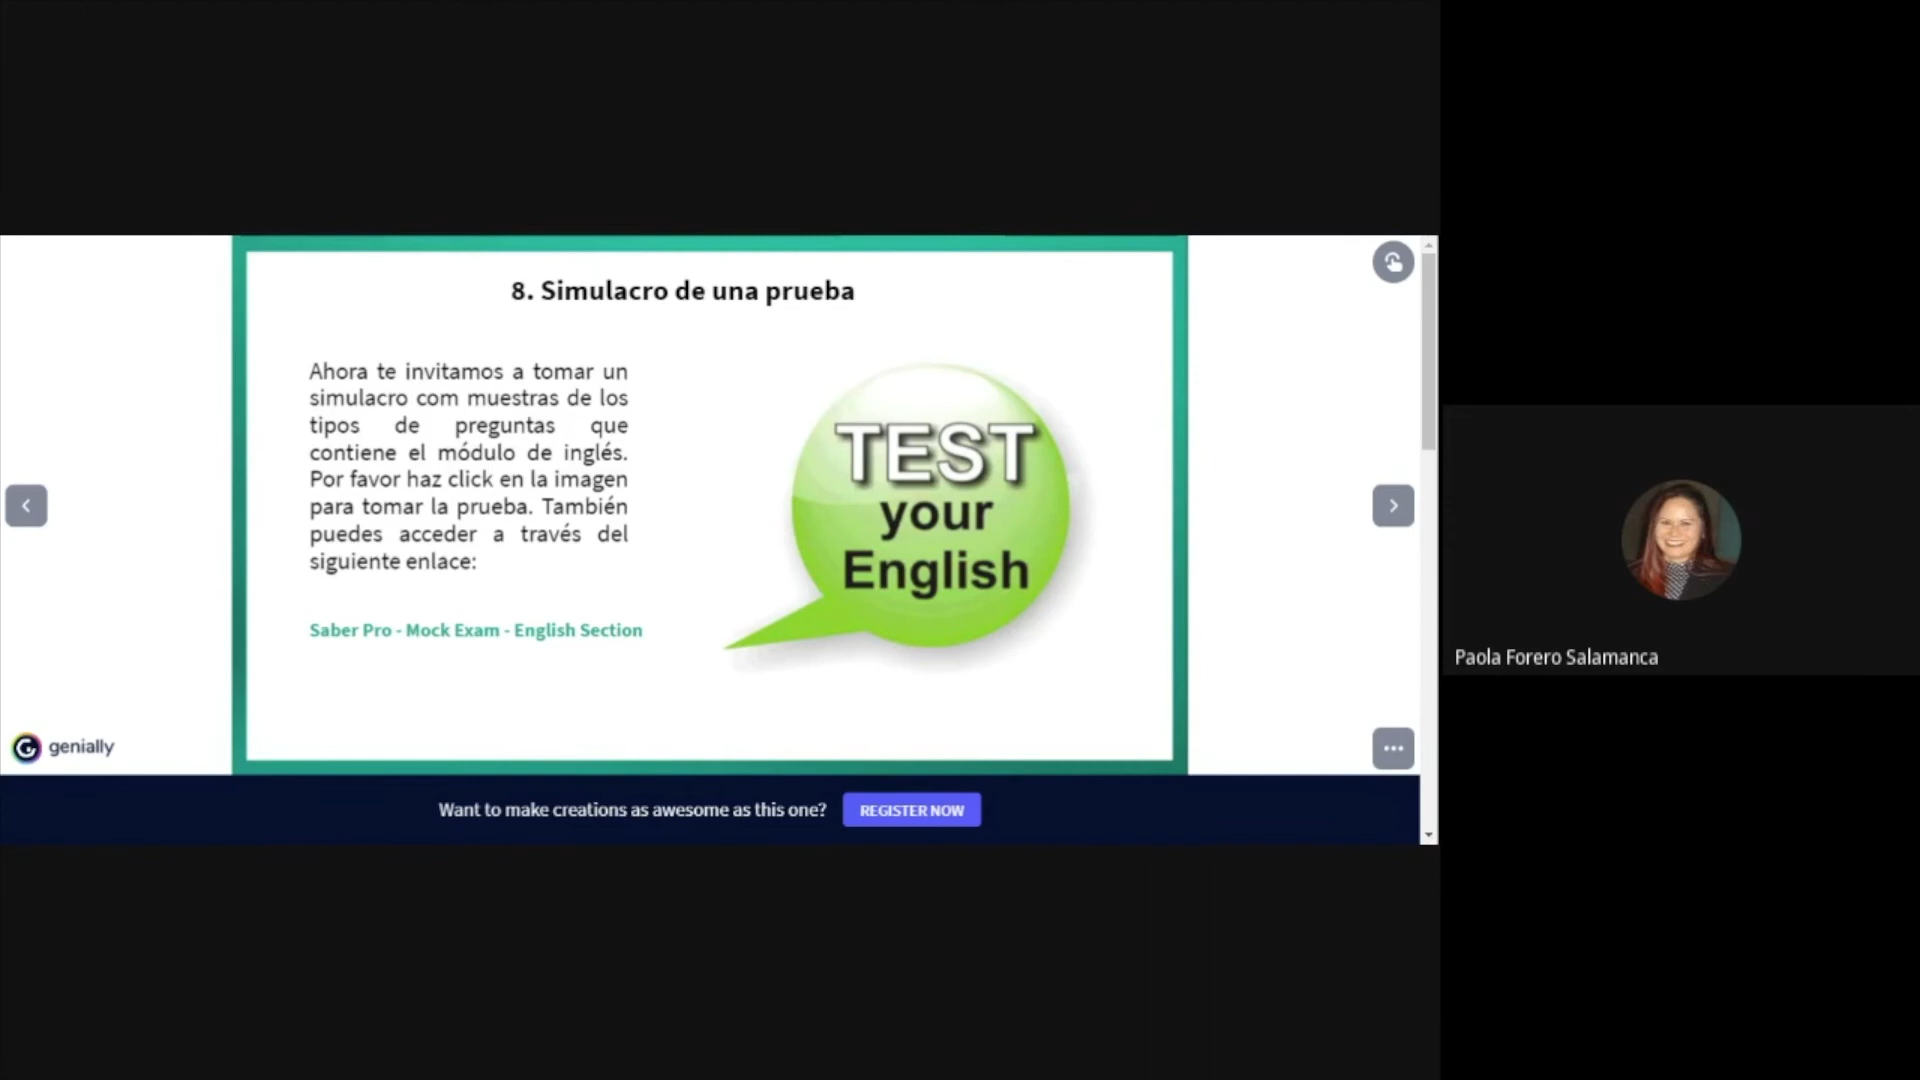 8. Simulacro de una prueba
Ahora te invitamos a tomar un
simulacro com muestras de los
tipos de preguntas que
contiene el módulo de inglés.
Por favor haz click en la imagen
para tomar la prueba. También
puedes acceder a través del
siguiente enlace:
Saber Pro - Mock Exam - English Section
TEST
your
English
genially
Want to make creations as awesome as this one?
REGISTER NOW
Paola Forero Salamanca